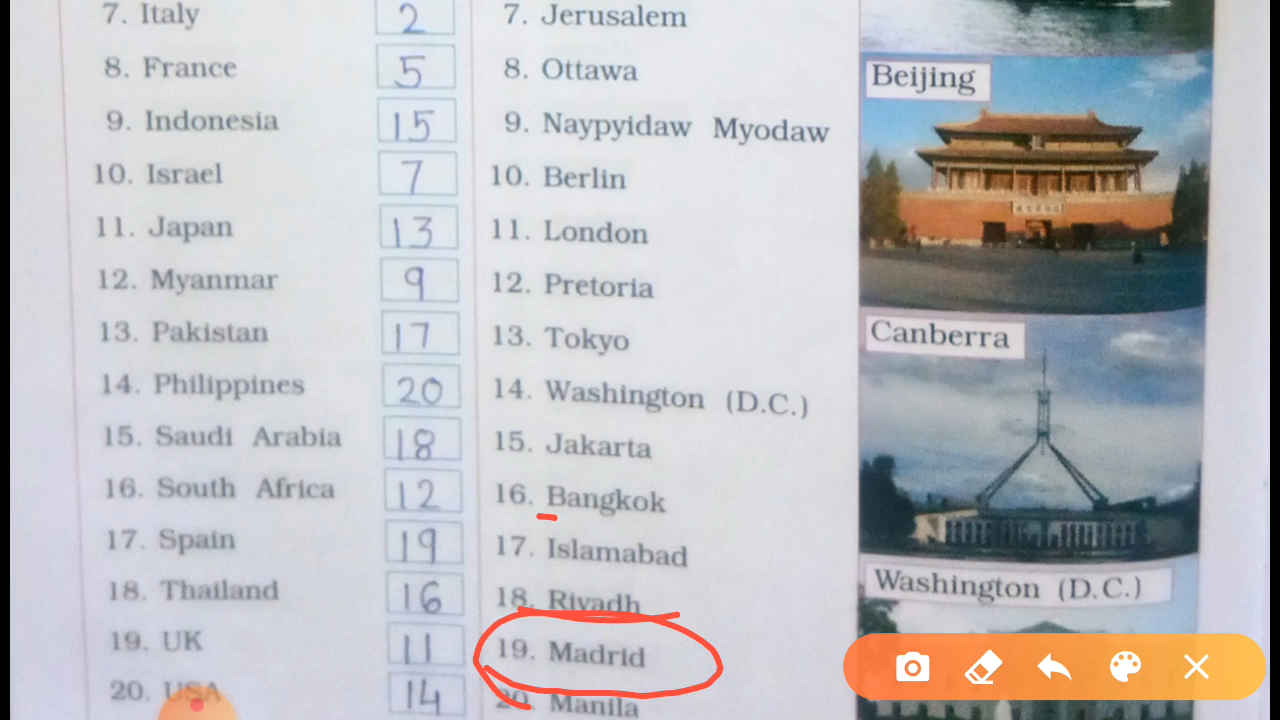 7. Italy 2 7. Jerusalem
8. France 5 8. Ottawa
9. Indonesia 15 9. Naypyidaw Myodaw
10. Israel 7 10. Berlin
11. Japan 13 11. London
12. Myanmar 9 12. Pretoria
13. Pakistan 17 13. Tokyo
14. Philippines 20 14. Washington (D.C.)
15. Saudi Arabia 18 15. Jakarta
16. South Africa 12 16. Bangkok
17. Spain 19 17. Islamabad
18. Thailand 16 18. Riyadh
19. UK 11 19. Madrid
20. USA 14 20. Manila
Beijing
Canberra
Washington (D.C.)